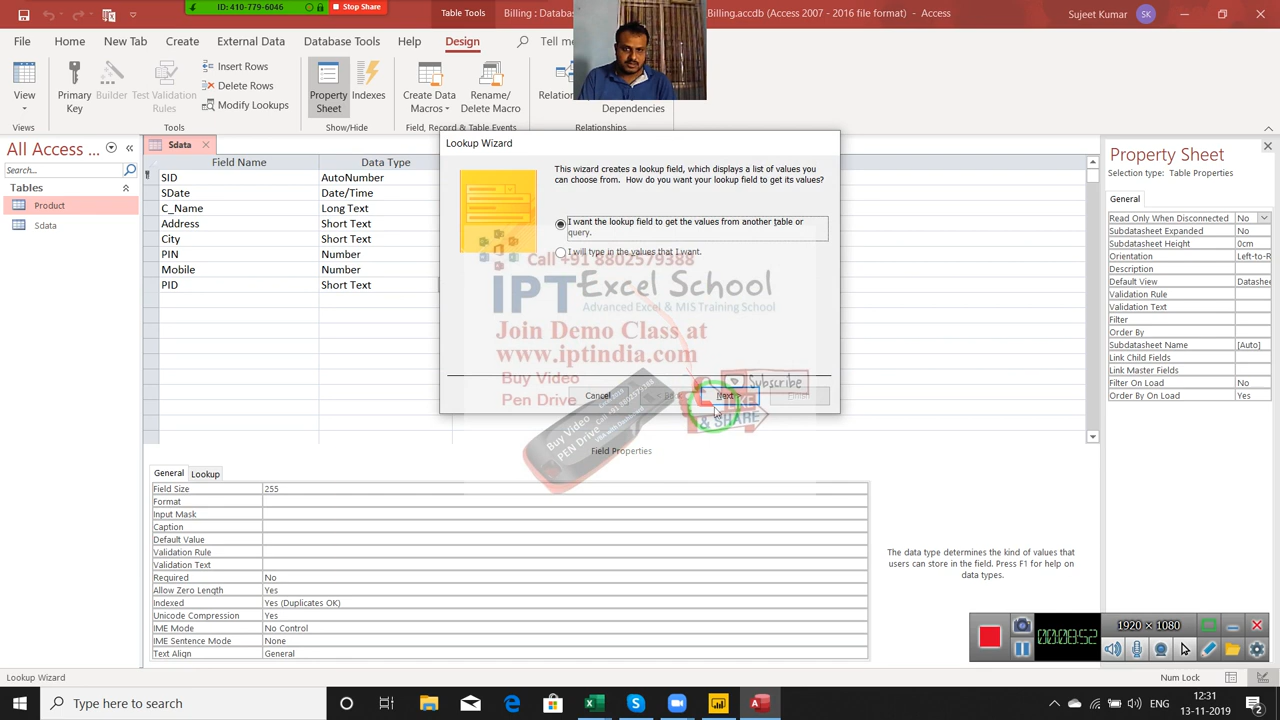 ID: 410-779-6046
Stop Share
Table Tools
Billing : Databas
Billing.accdb (Access 2007 - 2016 file format) - Access
Sujeet Kumar
SK
File
Home
New Tab
Create
External Data
Database Tools
Help
Design
Tell me
View
Primary Key
Builder
Test Validation Rules
Insert Rows
Delete Rows
Modify Lookups
Property Sheet
Indexes
Create Data Macros
Rename/ Delete Macro
Relation
Dependencies
Views
Tools
Show/Hide
Field, Record & Table Events
Relationships
All Access ...
Search...
Tables
Product
Sdata
Sdata
Field Name
Data Type
SID AutoNumber
SDate Date/Time
C_Name Long Text
Address Short Text
City Short Text
PIN Number
Mobile Number
PID Short Text
Lookup Wizard
This wizard creates a lookup field, which displays a list of values you
can choose from. How do you want your lookup field to get its values?
I want the lookup field to get the values from another table or
query.
I will type in the values that I want.
Call +91 8802579388
IPT Excel School
Advanced Excel & MIS Training School
Join Demo Class at
www.iptindia.com
Buy Video
Pen Drive
Subscribe
LIKE
& SHARE
Buy Video
PEN Drive
Cancel
< Back
Next >
Finish
Field Properties
General
Lookup
Field Size 255
Format
Input Mask
Caption
Default Value
Validation Rule
Validation Text
Required No
Allow Zero Length Yes
Indexed Yes (Duplicates OK)
Unicode Compression Yes
IME Mode No Control
IME Sentence Mode None
Text Align General
The data type determines the kind of values that
users can store in the field. Press F1 for help on
data types.
Property Sheet
Selection type: Table Properties
General
Read Only When Disconnected No
Subdatasheet Expanded No
Subdatasheet Height 0cm
Orientation Left-to-R
Description
Default View Datashee
Validation Rule
Validation Text
Filter
Order By
Subdatasheet Name [Auto]
Link Child Fields
Link Master Fields
Filter On Load No
Order By On Load Yes
00:08:52
1920 × 1080
Lookup Wizard
Num Lock
Type here to search
ENG
12:31
13-11-2019
2